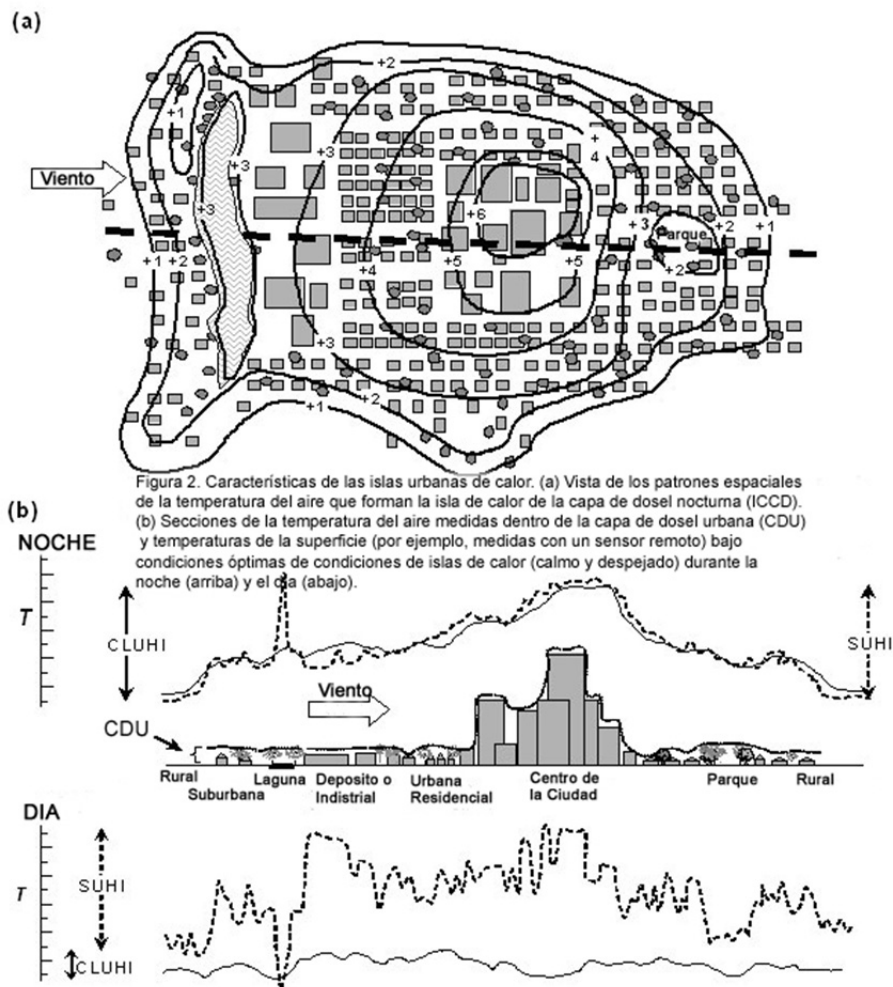 (a)
+2
+1
+4
Viento
+3
+3
+3
+6
+3
Parque
+2
+1
+1
+2
+4
+5
+5
+2
+3
+2
+1
Figura 2. Características de las islas urbanas de calor. (a) Vista de los patrones espaciales
de la temperatura del aire que forman la isla de calor de la capa de dosel nocturna (ICCD).
(b) Secciones de la temperatura del aire medidas dentro de la capa de dosel urbana (CDU)
y temperaturas de la superficie (por ejemplo, medidas con un sensor remoto) bajo
condiciones óptimas de condiciones de islas de calor (calmo y despejado) durante la
noche (arriba) y el día (abajo).
(b)
NOCHE
T
CLUHI
SUHI
Viento
CDU
Rural
Suburbana
Laguna
Deposito o
Indistrial
Urbana
Residencial
Centro de
la Ciudad
Parque
Rural
DIA
T
SUHI
CLUHI